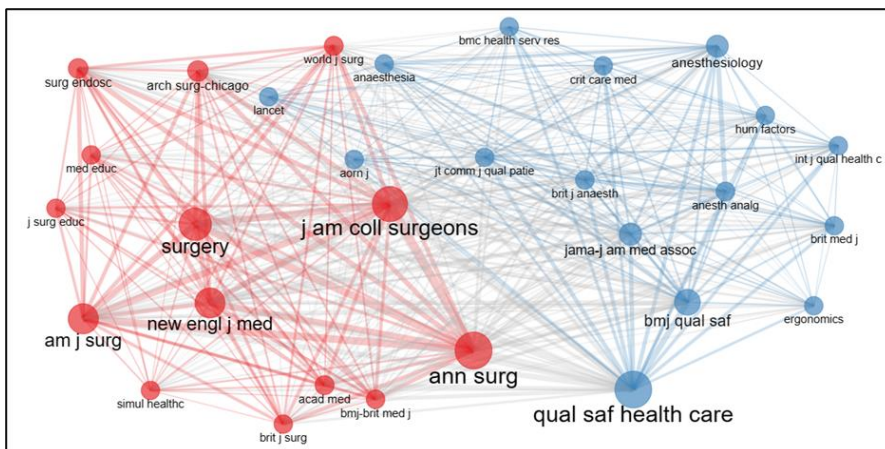 bmc health serv res
world j surg
anesthesiology
anaesthesia
crit care med
surg endosc
arch surg-chicago
lancet
hum factors
med educ
int j qual health c
aorn j
jt comm j qual patie
brit j anaesth
anesth analg
j surg educ
surgery
j am coll surgeons
jama-j am med assoc
brit med j
new engl j med
bmj qual saf
ergonomics
am j surg
ann surg
simul healthc
acad med
bmj-brit med j
qual saf health care
brit j surg